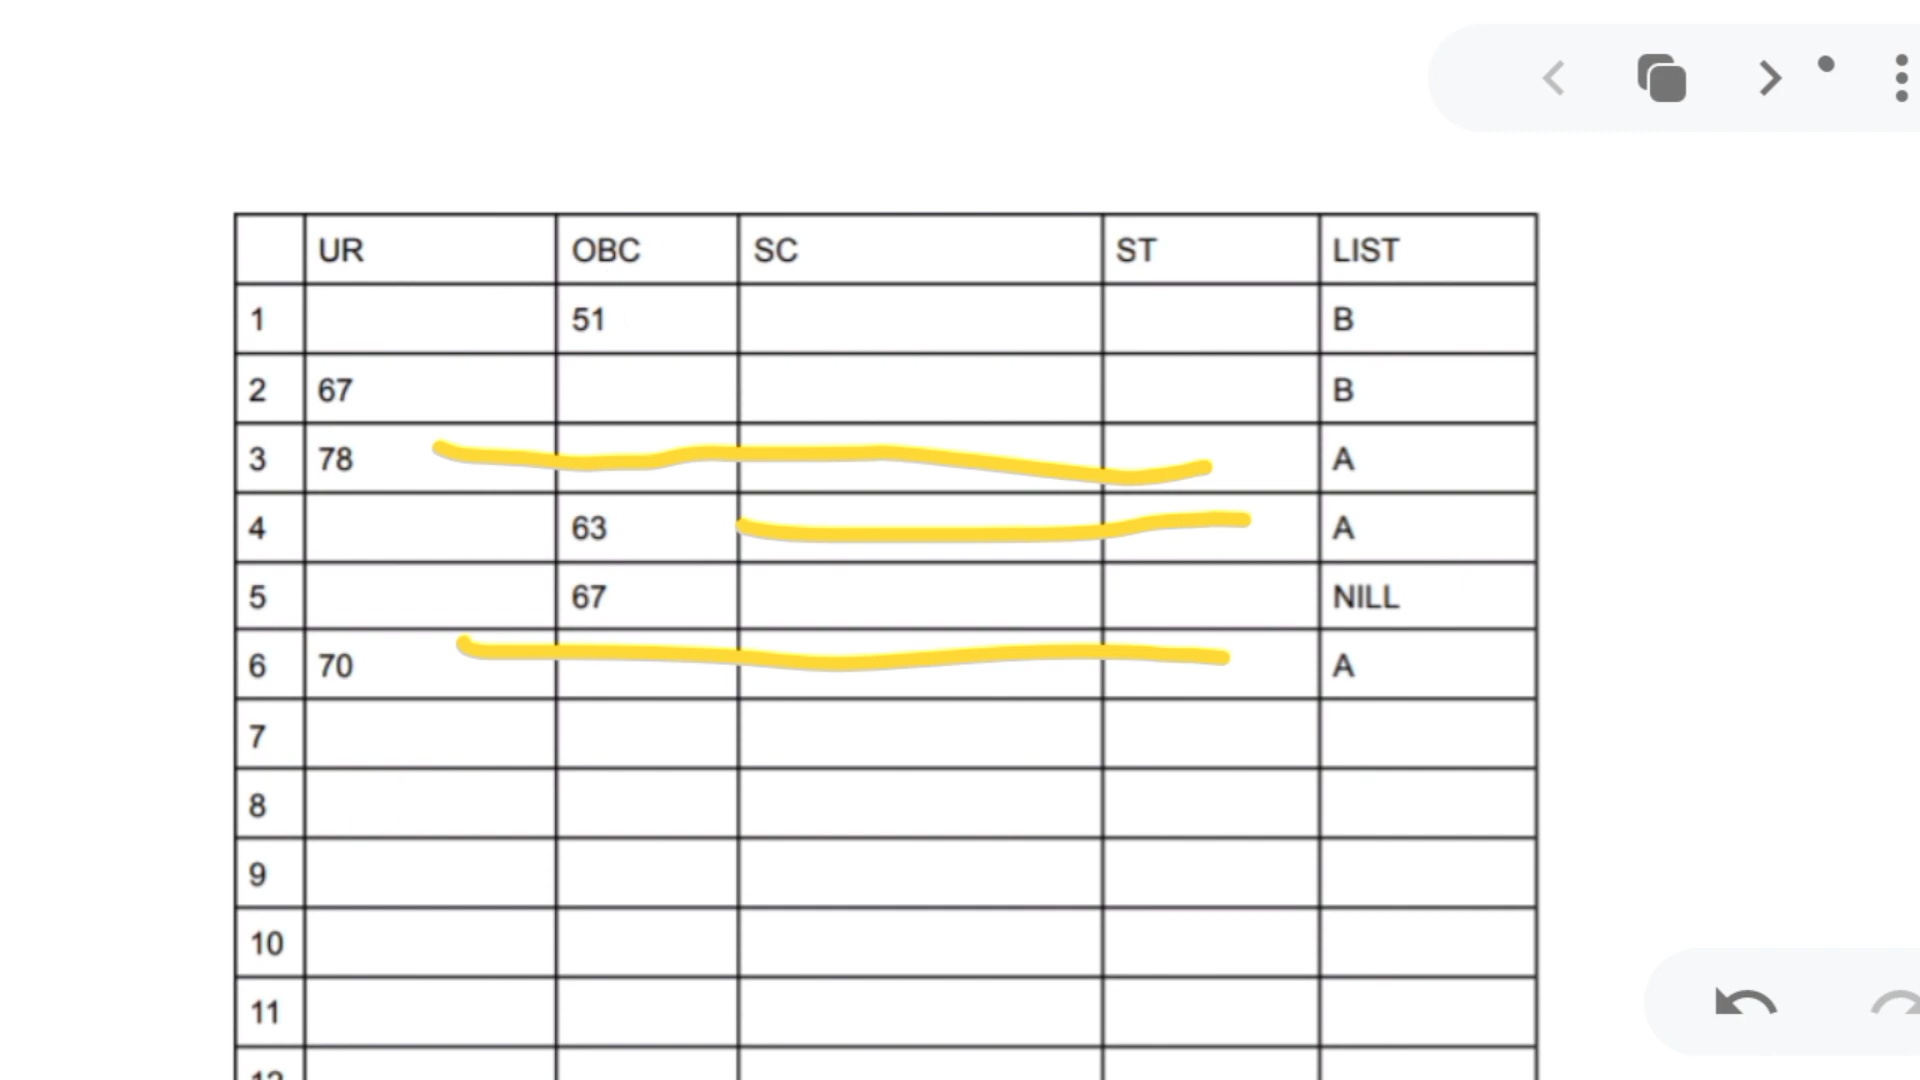 UR OBC SC ST LIST
1 51 B
2 67 B
3 78 A
4 63 A
5 67 NILL
6 70 A
7
8
9
10
11